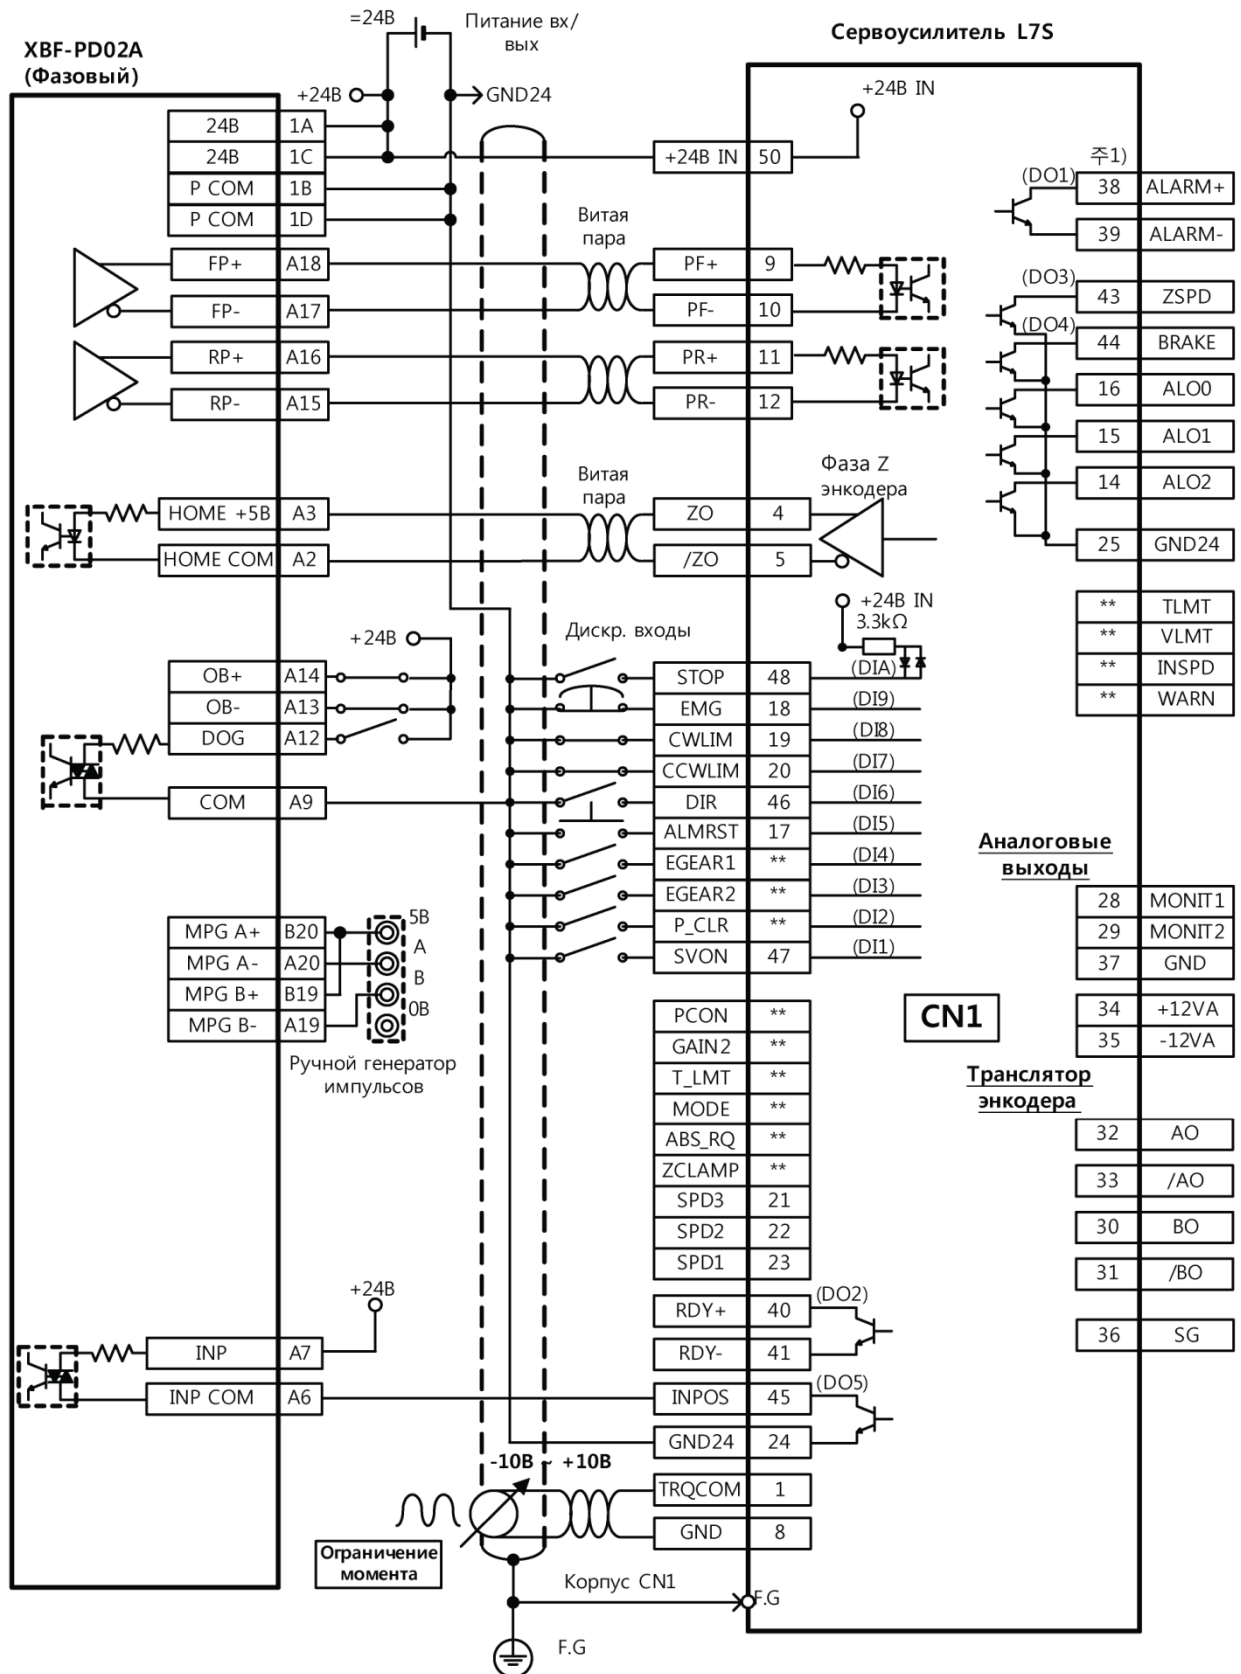 =24В
Питание вх/
вых
Сервоусилитель L7S
XBF-PD02A
(Фазовый)
+24В
GND24
+24В IN
24В 1A
24В 1C
P COM 1B
P COM 1D
+24В IN 50
주1)
(DO1) 38 ALARM+
39 ALARM-
Витая
пара
FP+ A18
FP- A17
RP+ A16
RP- A15
PF+ 9
PF- 10
PR+ 11
PR- 12
(DO3) 43 ZSPD
(DO4) 44 BRAKE
16 ALO0
15 ALO1
14 ALO2
25 GND24
Витая
пара
Фаза Z
энкодера
HOME +5В A3
HOME COM A2
ZO 4
/ZO 5
** TLMT
** VLMT
** INSPD
** WARN
+24В IN
3.3kΩ
Дискр. входы
+24В
OB+ A14
OB- A13
DOG A12
COM A9
STOP 48 (DIA)
EMG 18 (DI9)
CWLIM 19 (DI8)
CCWLIM 20 (DI7)
DIR 46 (DI6)
ALMRST 17 (DI5)
EGEAR1 ** (DI4)
EGEAR2 ** (DI3)
P_CLR ** (DI2)
SVON 47 (DI1)
Аналоговые
выходы
28 MONIT1
29 MONIT2
37 GND
34 +12VA
35 -12VA
MPG A+ B20
MPG A- A20
MPG B+ B19
MPG B- A19
5В
A
B
0В
Ручной генератор
импульсов
CN1
PCON **
GAIN2 **
T_LMT **
MODE **
ABS_RQ **
ZCLAMP **
SPD3 21
SPD2 22
SPD1 23
Транслятор
энкодера
32 AO
33 /AO
30 BO
31 /BO
36 SG
+24В
INP A7
INP COM A6
RDY+ 40 (DO2)
RDY- 41
INPOS 45 (DO5)
GND24 24
-10В ~ +10В
TRQCOM 1
GND 8
Ограничение
момента
Корпус CN1
F.G
F.G